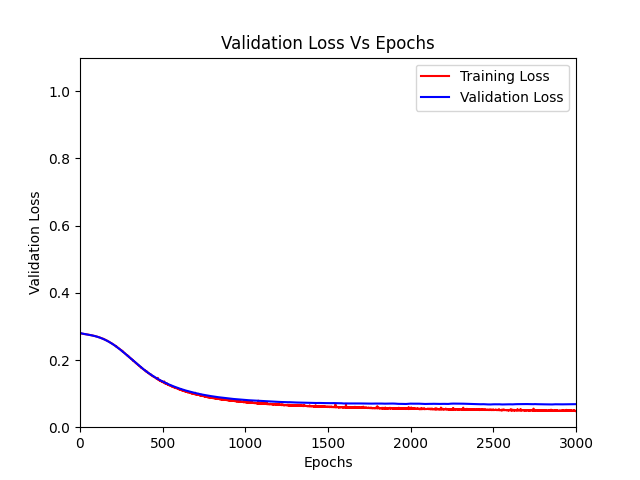 Validation Loss Vs Epochs
Training Loss
Validation Loss
Validation Loss
1.0
0.8
0.6
0.4
0.2
0.0
0 500 1000 1500 2000 2500 3000
Epochs